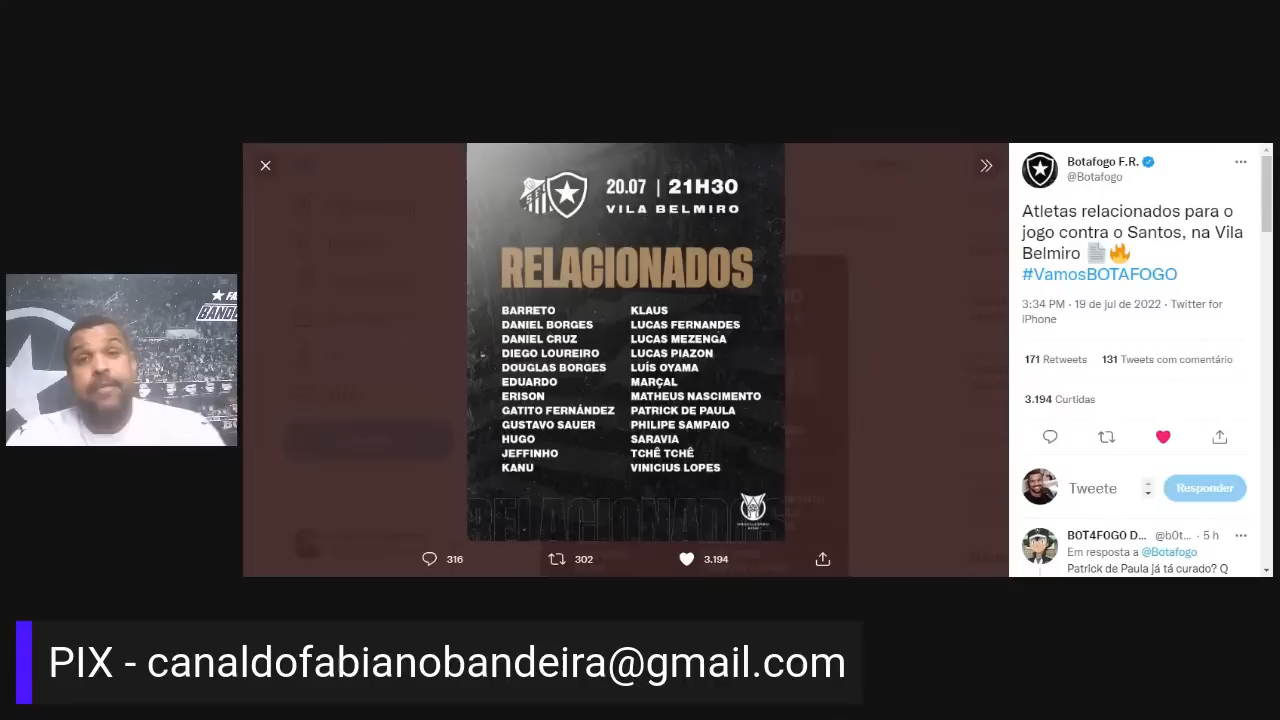 ★ FA
BANDE
20.07 | 21H30
VILA BELMIRO
RELACIONADOS
BARRETO
DANIEL BORGES
DANIEL CRUZ
DIEGO LOUREIRO
DOUGLAS BORGES
EDUARDO
ERISON
GATITO FERNÁNDEZ
GUSTAVO SAUER
HUGO
JEFFINHO
KANU
KLAUS
LUCAS FERNANDES
LUCAS MEZENGA
LUCAS PIAZON
LUÍS OYAMA
MARÇAL
MATHEUS NASCIMENTO
PATRICK DE PAULA
PHILIPE SAMPAIO
SARAVIA
TCHÊ TCHÊ
VINICIUS LOPES
RELACIONADOS
316
302
3.194
Botafogo F.R.
@Botafogo
Atletas relacionados para o
jogo contra o Santos, na Vila
Belmiro 📄🔥
#VamosBOTAFOGO
3:34 PM · 19 de jul de 2022 · Twitter for
iPhone
171 Retweets 131 Tweets com comentário
3.194 Curtidas
Tweete
Responder
BOT4FOGO D... @b0t... · 5 h
Em resposta a @Botafogo
Patrick de Paula já tá curado? Q
PIX - canaldofabianobandeira@gmail.com